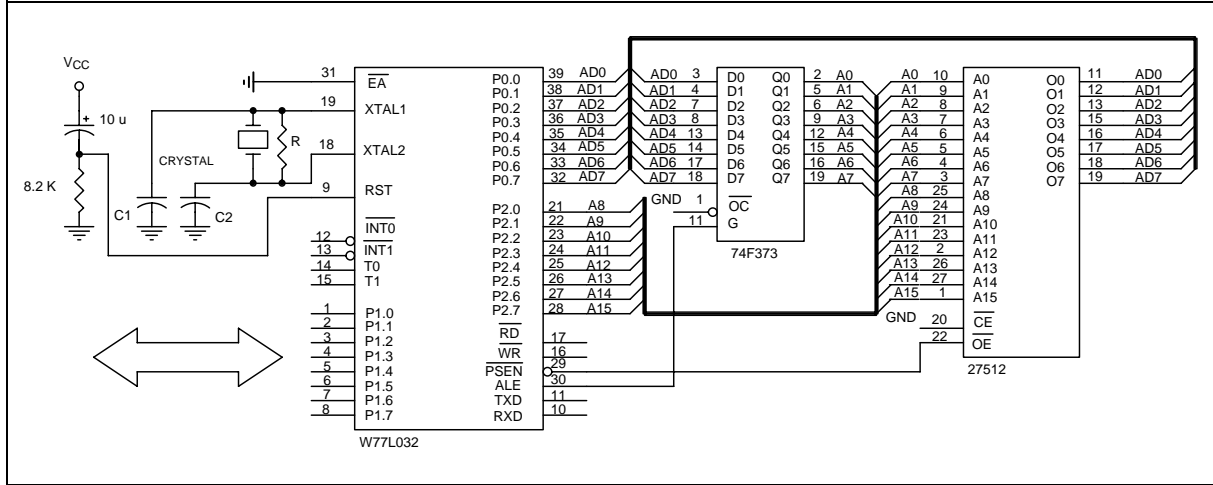 VCC
10 u
8.2 K
C1
C2
CRYSTAL
R
31 EA
19 XTAL1
18 XTAL2
9 RST
12 INT0
13 INT1
14 T0
15 T1
1 P1.0
2 P1.1
3 P1.2
4 P1.3
5 P1.4
6 P1.5
7 P1.6
8 P1.7
P0.0 39 AD0
P0.1 38 AD1
P0.2 37 AD2
P0.3 36 AD3
P0.4 35 AD4
P0.5 34 AD5
P0.6 33 AD6
P0.7 32 AD7
P2.0 21 A8
P2.1 22 A9
P2.2 23 A10
P2.3 24 A11
P2.4 25 A12
P2.5 26 A13
P2.6 27 A14
P2.7 28 A15
RD 17
WR 16
PSEN 29
ALE 30
TXD 11
RXD 10
W77L032
AD0 3 D0 Q0 2 A0
AD1 4 D1 Q1 5 A1
AD2 7 D2 Q2 6 A2
AD3 8 D3 Q3 9 A3
AD4 13 D4 Q4 12 A4
AD5 14 D5 Q5 15 A5
AD6 17 D6 Q6 16 A6
AD7 18 D7 Q7 19 A7
GND 1 OC
11 G
74F373
A0 10 A0 O0 11 AD0
A1 9 A1 O1 12 AD1
A2 8 A2 O2 13 AD2
A3 7 A3 O3 15 AD3
A4 6 A4 O4 16 AD4
A5 5 A5 O5 17 AD5
A6 4 A6 O6 18 AD6
A7 3 A7 O7 19 AD7
A8 25 A8
A9 24 A9
A10 21 A10
A11 23 A11
A12 2 A12
A13 26 A13
A14 27 A14
A15 1 A15
GND 20 CE
22 OE
27512